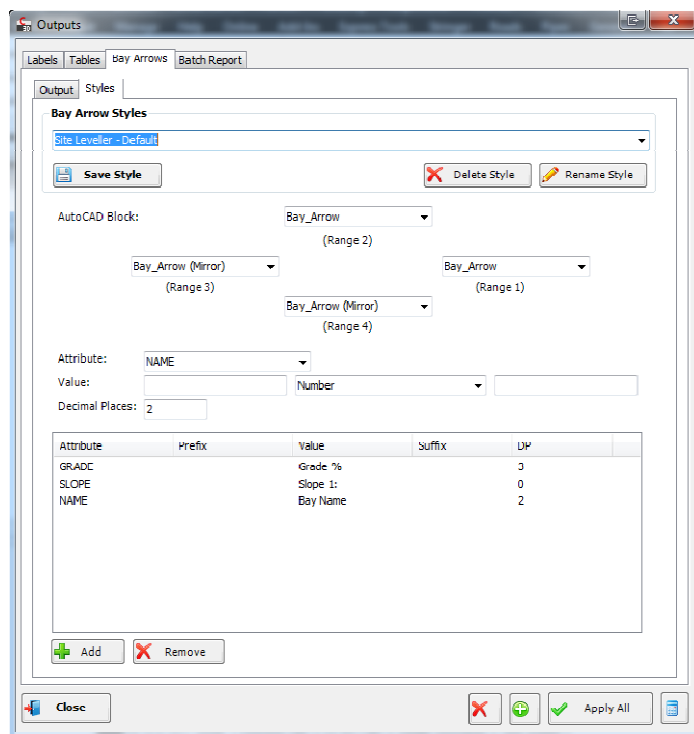 Outputs
Labels Tables Bay Arrows Batch Report
Output Styles
Bay Arrow Styles
Site Leveller - Default
Save Style Delete Style Rename Style
AutoCAD Block: Bay_Arrow
(Range 2)
Bay_Arrow (Mirror) Bay_Arrow
(Range 3) (Range 1)
Bay_Arrow (Mirror)
(Range 4)
Attribute: NAME
Value: Number
Decimal Places: 2
Attribute Prefix Value Suffix DP
GRADE Grade % 3
SLOPE Slope 1: 0
NAME Bay Name 2
Add Remove
Close Apply All